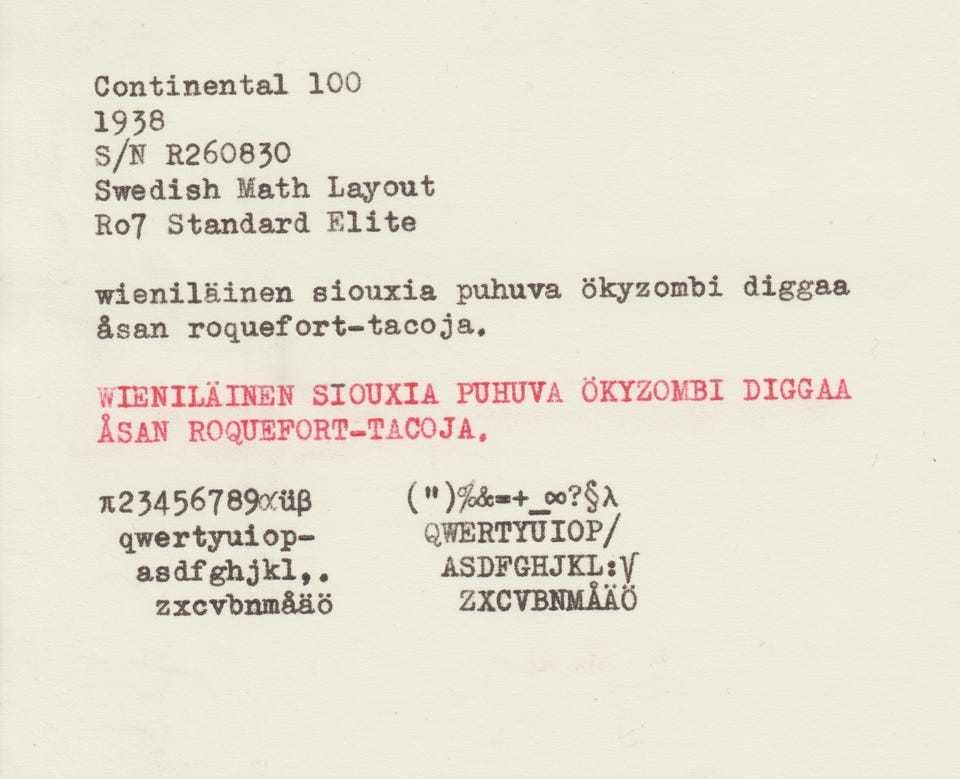 Continental 100
1938
S/N R260830
Swedish Math Layout
Ro7 Standard Elite
wieniläinen siouxia puhuva ökyzombi diggaa
åsan roquefort-tacoja.
WIENILÄINEN SIOUXIA PUHUVA ÖKYZOMBI DIGGAA
ÅSAN ROQUEFORT-TACOJA.
π23456789αüβ (")%&=+_∞?§λ
qwertyuiop- QWERTYUIOP/
asdfghjkl,. ASDFGHJKL:√
zxcvbnmåäö ZXCVBNMÅÄÖ